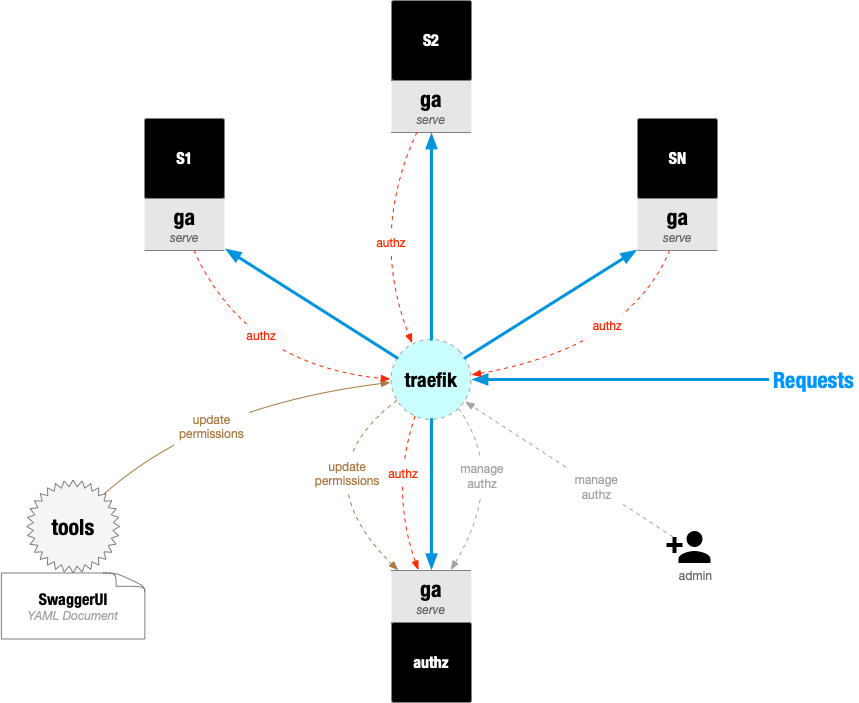 S2
ga
serve
S1
ga
serve
SN
ga
serve
authz
authz
authz
traefik
Requests
update
permissions
update
permissions
authz
manage
authz
manage
authz
tools
SwaggerUI
YAML Document
admin
ga
serve
authz